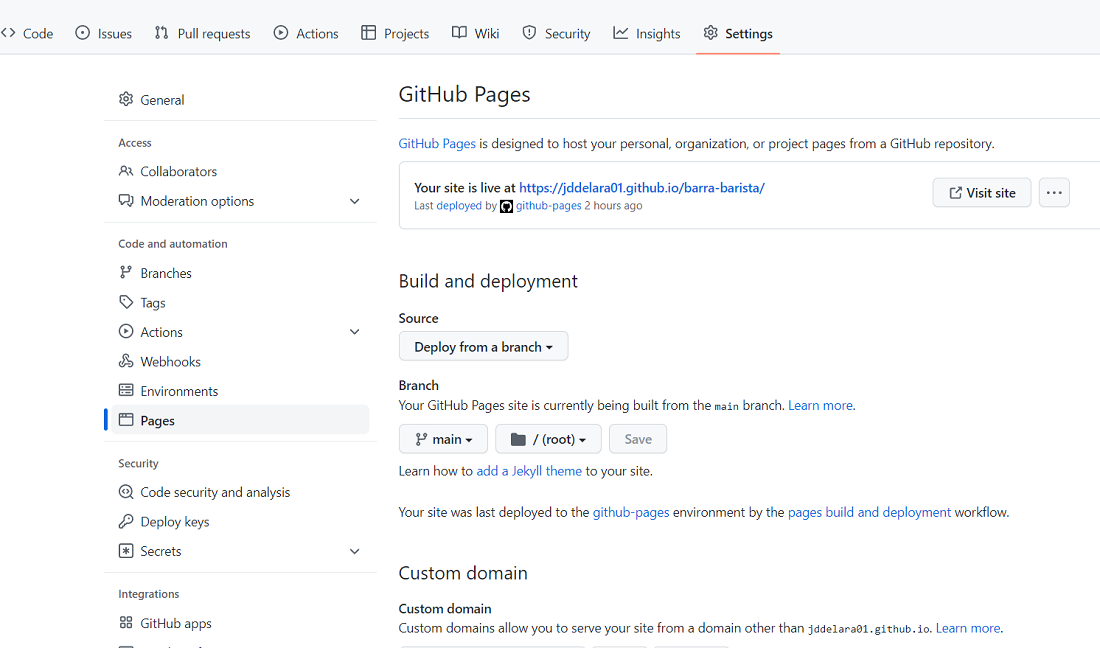 Code Issues Pull requests Actions Projects Wiki Security Insights Settings
General
Access
Collaborators
Moderation options
Code and automation
Branches
Tags
Actions
Webhooks
Environments
Pages
Security
Code security and analysis
Deploy keys
Secrets
Integrations
GitHub apps
GitHub Pages
GitHub Pages is designed to host your personal, organization, or project pages from a GitHub repository.
Your site is live at https://jddelara01.github.io/barra-barista/
Last deployed by github-pages 2 hours ago
Visit site
Build and deployment
Source
Deploy from a branch
Branch
Your GitHub Pages site is currently being built from the main branch. Learn more.
main / (root) Save
Learn how to add a Jekyll theme to your site.
Your site was last deployed to the github-pages environment by the pages build and deployment workflow.
Custom domain
Custom domain
Custom domains allow you to serve your site from a domain other than jddelara01.github.io. Learn more.